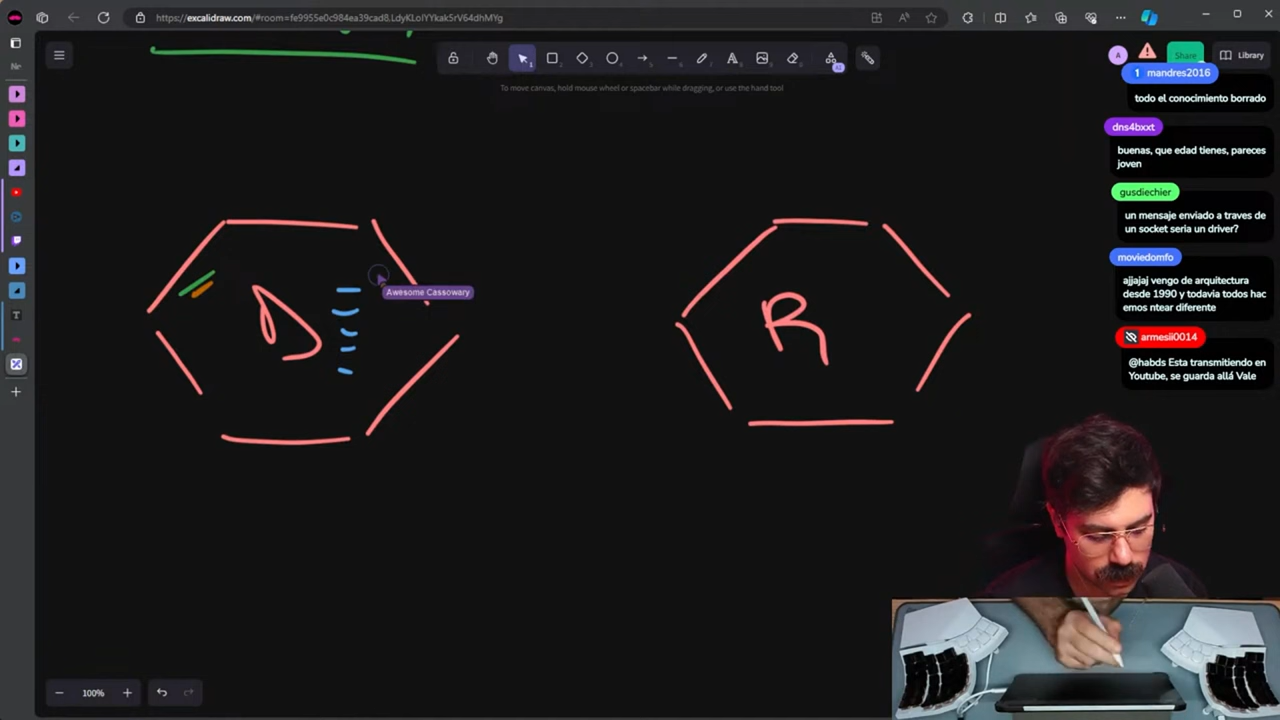 https://excalidraw.com/#room=fe9955e0c984ea39cad8,LdyKLoIYYkak5rV64dhMYg
A
Share
Library
To move canvas, hold mouse wheel or spacebar while dragging, or use the hand tool
1 mandres2016
todo el conocimiento borrado
dns4bxxt
buenas, que edad tienes, pareces
joven
gusdiechier
un mensaje enviado a traves de
un socket seria un driver?
moviedomfo
ajjajaj vengo de arquitectura
desde 1990 y todavia todos hac
emos ntear diferente
armesii0014
@habds Esta transmitiendo en
Youtube, se guarda allá Vale
Awesome Cassowary
D
R
100%